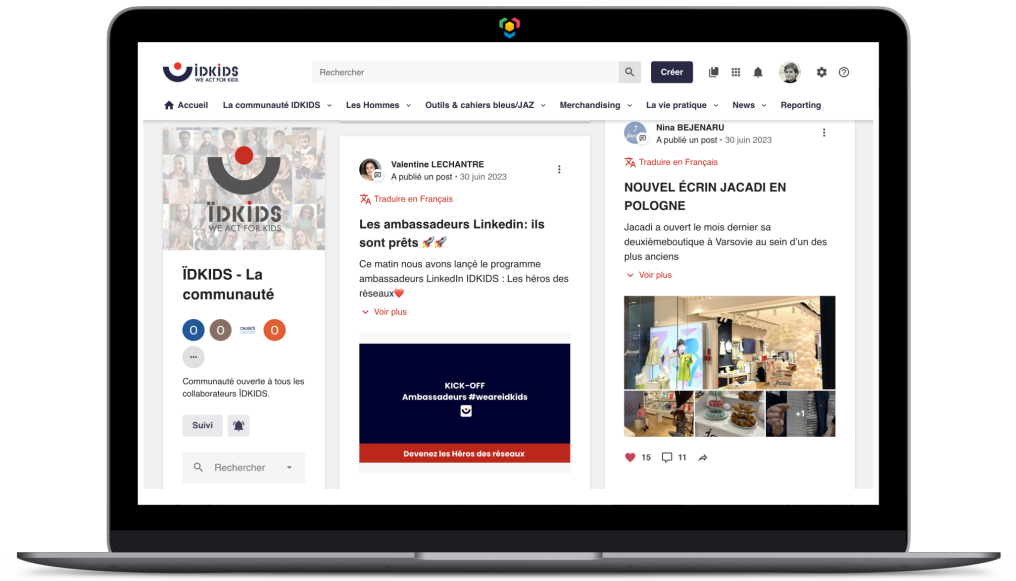 ÏDKIDS
WE ACT FOR KIDS
Rechercher
Créer
Accueil
La communauté IDKIDS
Les Hommes
Outils & cahiers bleus/JAZ
Merchandising
La vie pratique
News
Reporting
ÏDKIDS
WE ACT FOR KIDS
ÏDKIDS - La
communauté
O O O
Communauté ouverte à tous les
collaborateurs ÏDKIDS.
Suivi
Rechercher
Valentine LECHANTRE
A publié un post • 30 juin 2023
Traduire en Français
Les ambassadeurs Linkedin: ils
sont prêts 🚀🚀
Ce matin nous avons lançé le programme
ambassadeurs LinkedIn IDKIDS : Les héros des
réseaux❤️
Voir plus
KICK-OFF
Ambassadeurs #weareidkids
Devenez les Héros des réseaux
Nina BEJENARU
A publié un post • 30 juin 2023
Traduire en Français
NOUVEL ÉCRIN JACADI EN
POLOGNE
Jacadi a ouvert le mois dernier sa
deuxièmeboutique à Varsovie au sein d'un des
plus anciens
Voir plus
+1
15 11